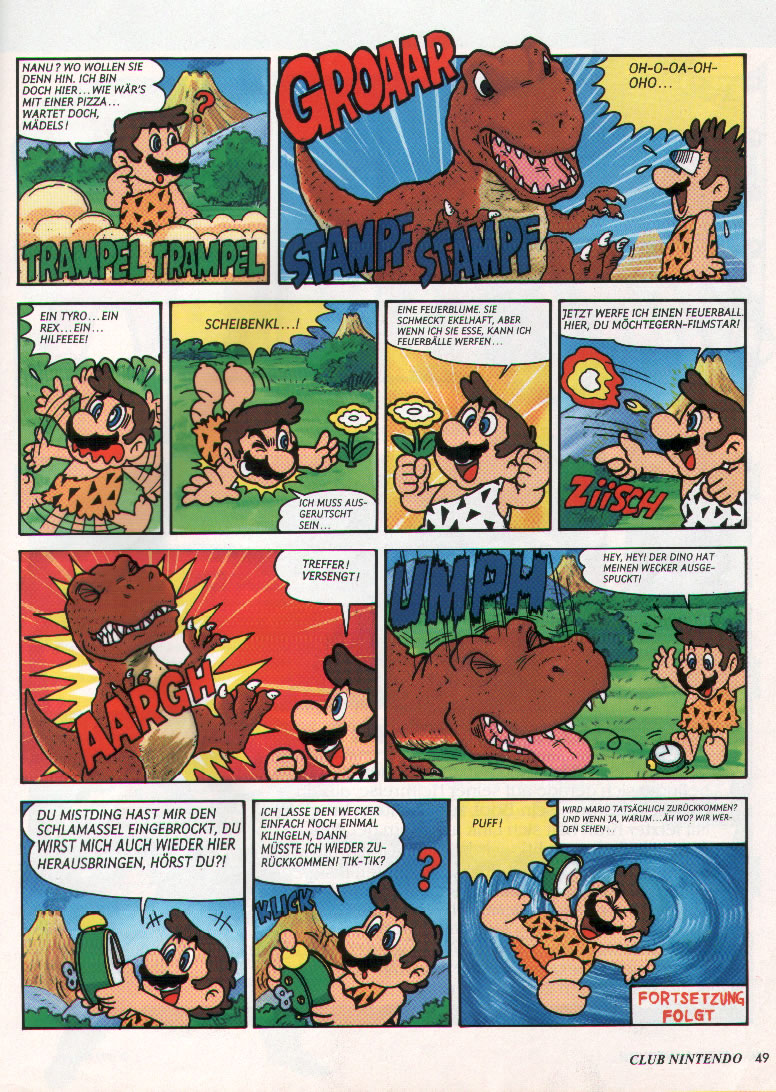 NANU? WO WOLLEN SIE
DENN HIN. ICH BIN
DOCH HIER...WIE WÄR'S
MIT EINER PIZZA...
WARTET DOCH,
MÄDELS!
?
TRAMPEL TRAMPEL
GROAAR
OH-O-OA-OH-
OHO...
STAMPF STAMPF
EIN TYRO...EIN
REX...EIN...
HILFEEEE!
SCHEIBENKL...!
ICH MUSS AUS-
GERUTSCHT
SEIN...
EINE FEUERBLUME. SIE
SCHMECKT EKELHAFT, ABER
WENN ICH SIE ESSE, KANN ICH
FEUERBÄLLE WERFEN...
JETZT WERFE ICH EINEN FEUERBALL.
HIER, DU MÖCHTEGERN-FILMSTAR!
ZiiSCH
TREFFER!
VERSENGT!
AARGH
UMPH
HEY, HEY! DER DINO HAT
MEINEN WECKER AUSGE-
SPUCKT!
DU MISTDING HAST MIR DEN
SCHLAMASSEL EINGEBROCKT, DU
WIRST MICH AUCH WIEDER HIER
HERAUSBRINGEN, HÖRST DU?!
ICH LASSE DEN WECKER
EINFACH NOCH EINMAL
KLINGELN, DANN
MÜSSTE ICH WIEDER ZU-
RÜCKKOMMEN! TIK-TIK?
?
KLICK
PUFF!
WIRD MARIO TATSÄCHLICH ZURÜCKKOMMEN?
UND WENN JA, WARUM...ÄH WO? WIR WER-
DEN SEHEN...
FORTSETZUNG
FOLGT
CLUB NINTENDO 49